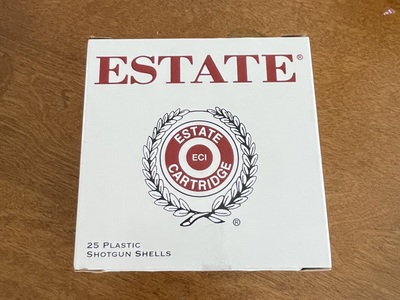 ESTATE®
ESTATE
ECI
CARTRIDGE
®
25 PLASTIC
SHOTGUN SHELLS